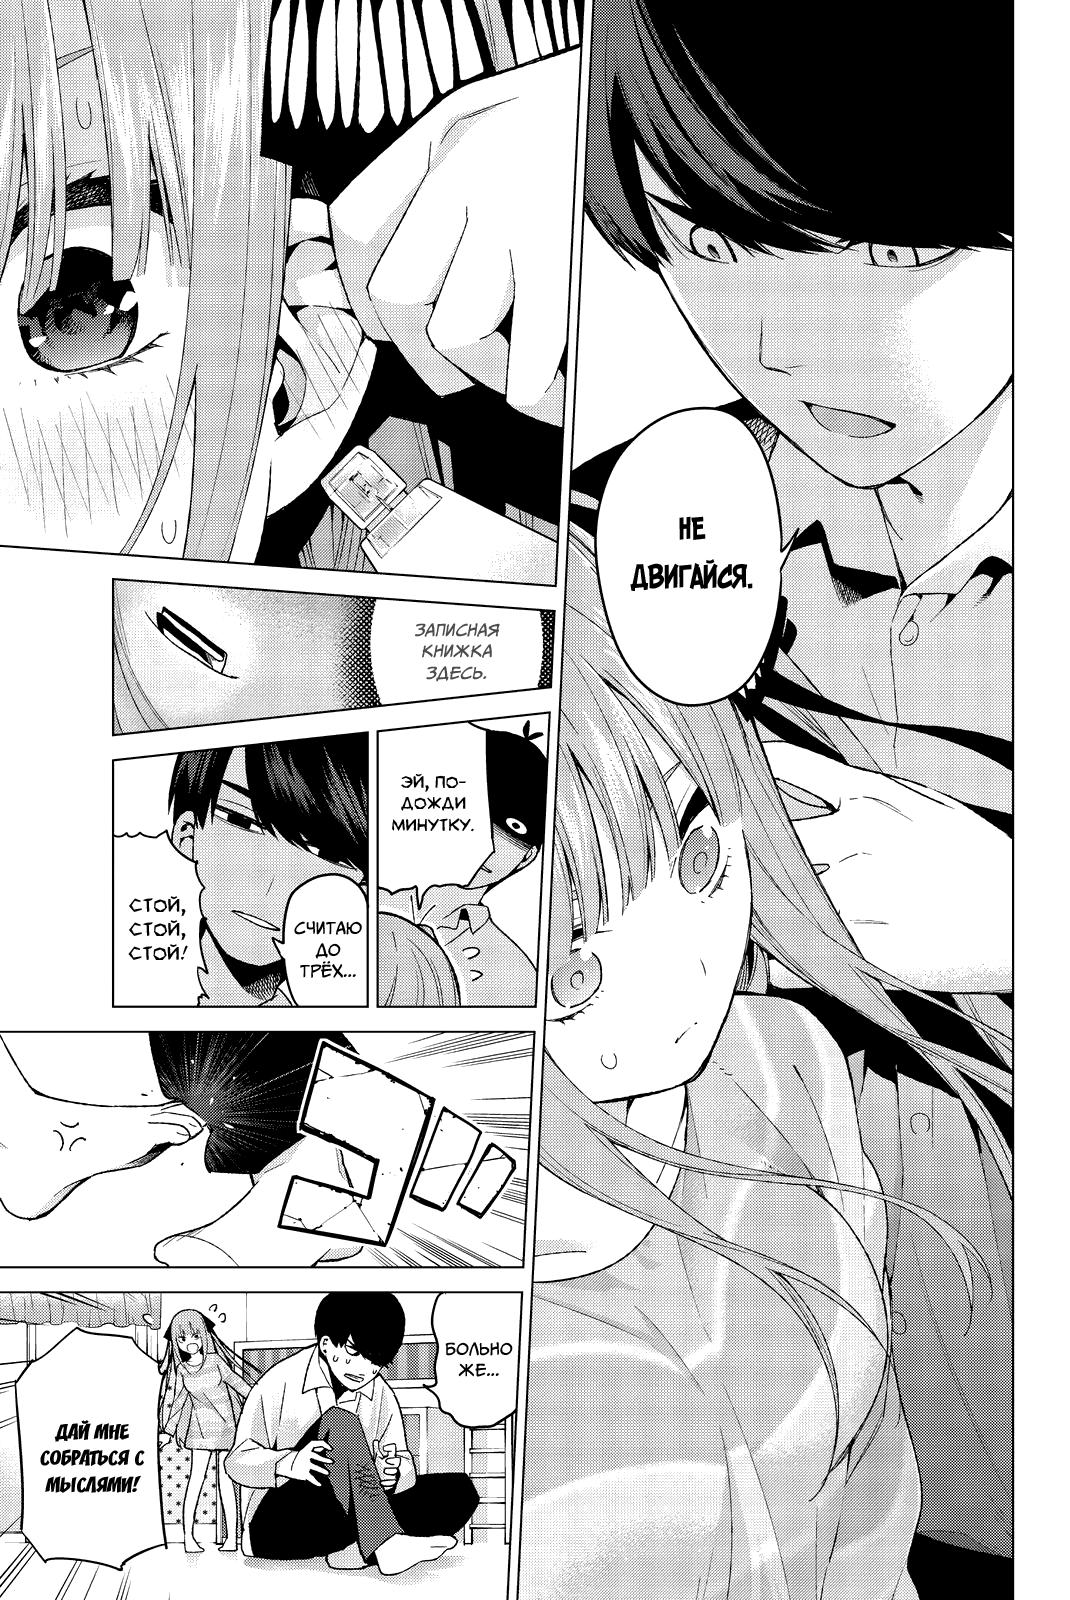 НЕ
ДВИГАЙСЯ.
ЗАПИСНАЯ
КНИЖКА
ЗДЕСЬ.
ЭЙ, ПО-
ДОЖДИ
МИНУТКУ.
СЧИТАЮ
ДО
ТРЁХ...
СТОЙ,
СТОЙ,
СТОЙ!
БОЛЬНО
ЖЕ...
ДАЙ МНЕ
СОБРАТЬСЯ С
МЫСЛЯМИ!